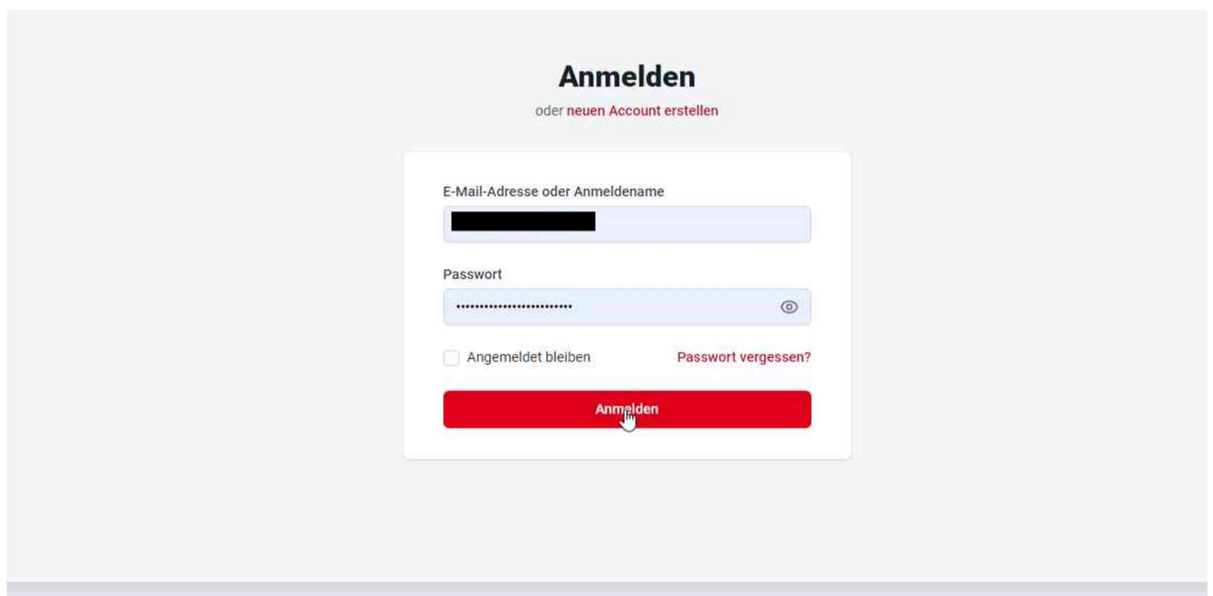 Anmelden
oder neuen Account erstellen
E-Mail-Adresse oder Anmeldename
Passwort
•••••••••••••••••••••••••
Angemeldet bleiben
Passwort vergessen?
Anmelden